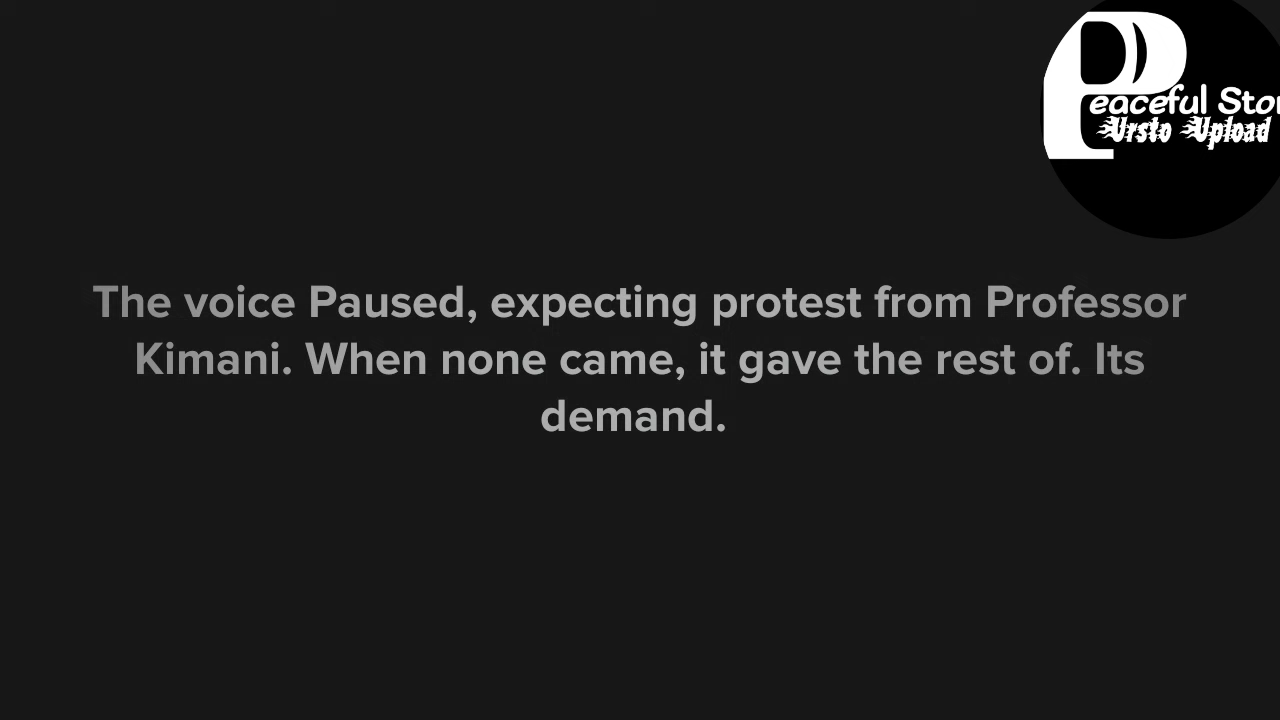 eaceful Stor
Ursto Upload
The voice Paused, expecting protest from Professor
Kimani. When none came, it gave the rest of. Its
demand.